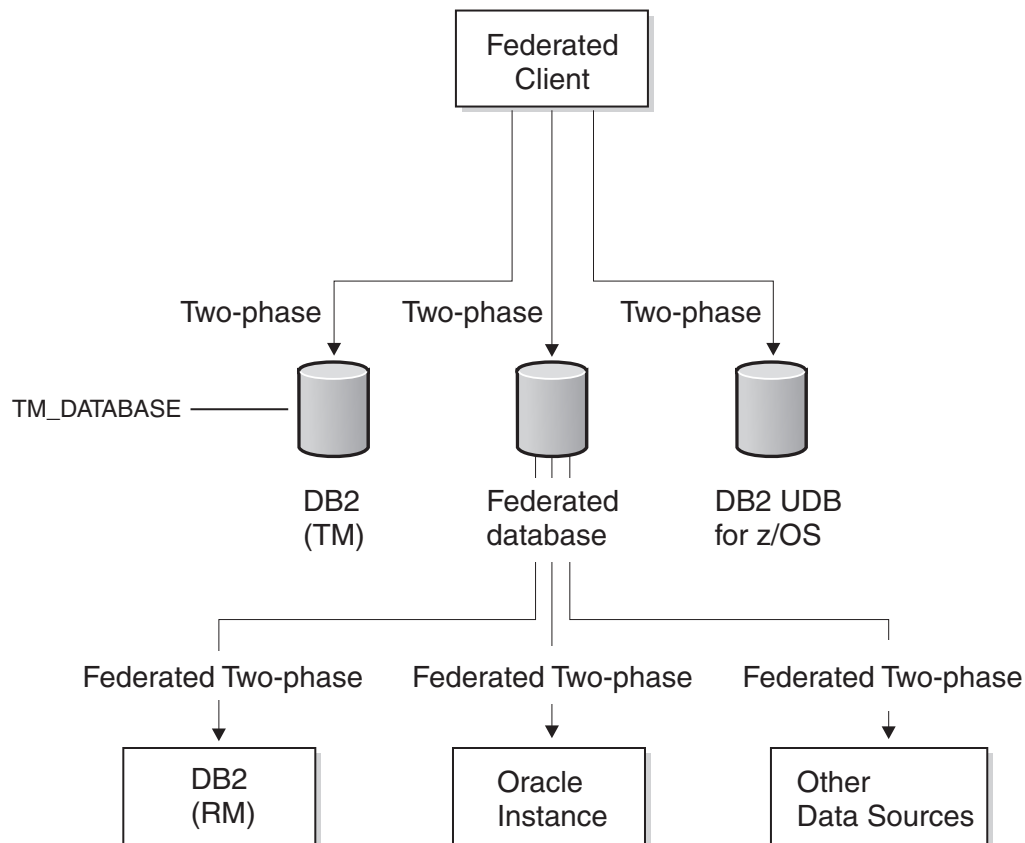 Federated
Client
Two-phase
Two-phase
Two-phase
TM_DATABASE
DB2
(TM)
Federated
database
DB2 UDB
for z/OS
Federated Two-phase
Federated Two-phase
Federated Two-phase
DB2
(RM)
Oracle
Instance
Other
Data Sources